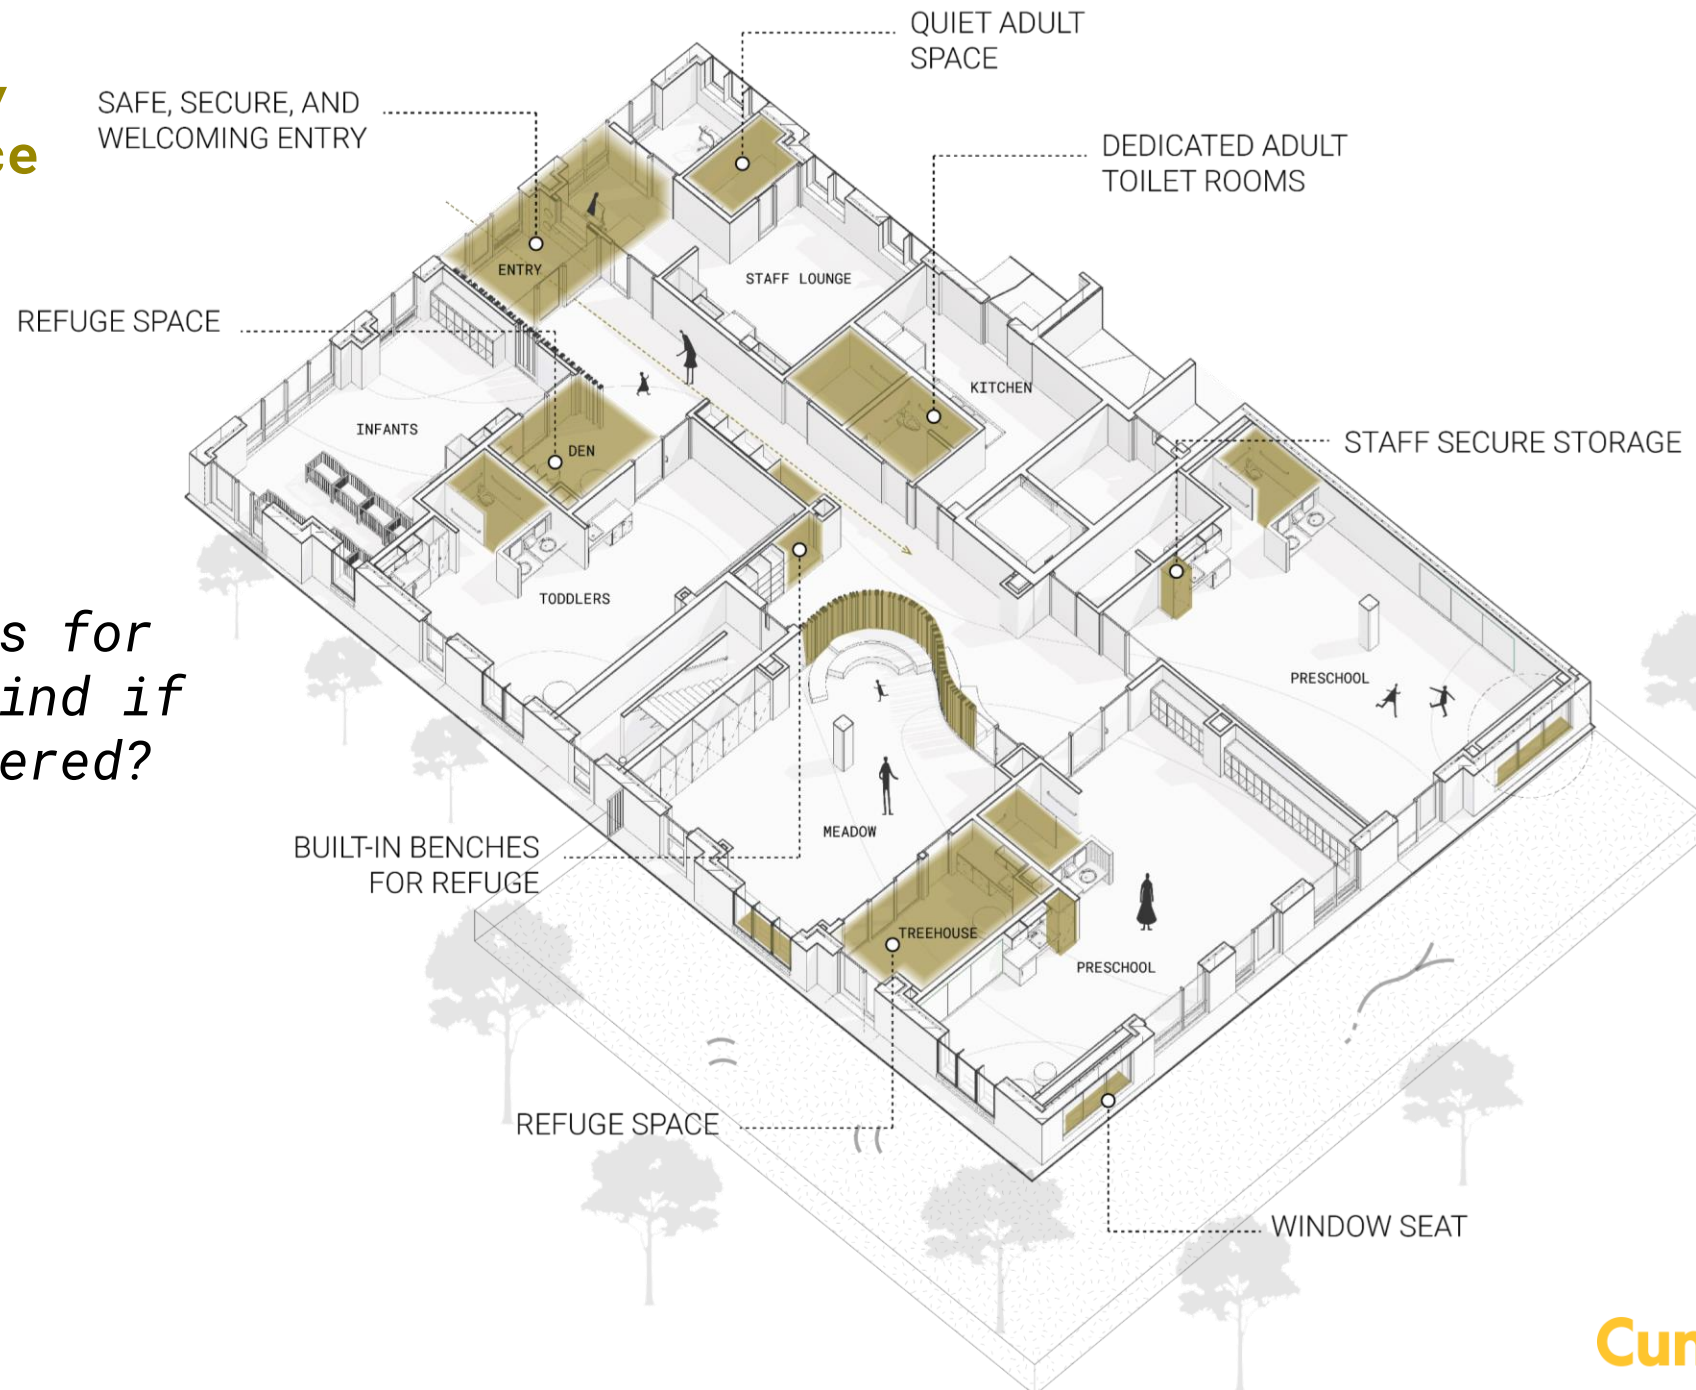 QUIET ADULT
SPACE
SAFE, SECURE, AND
WELCOMING ENTRY
ce
DEDICATED ADULT
TOILET ROOMS
ENTRY
STAFF LOUNGE
REFUGE SPACE
KITCHEN
INFANTS
DEN
STAFF SECURE STORAGE
TODDLERS
s for
ind if
ered?
PRESCHOOL
MEADOW
BUILT-IN BENCHES
FOR REFUGE
TREEHOUSE
PRESCHOOL
REFUGE SPACE
WINDOW SEAT
Cun